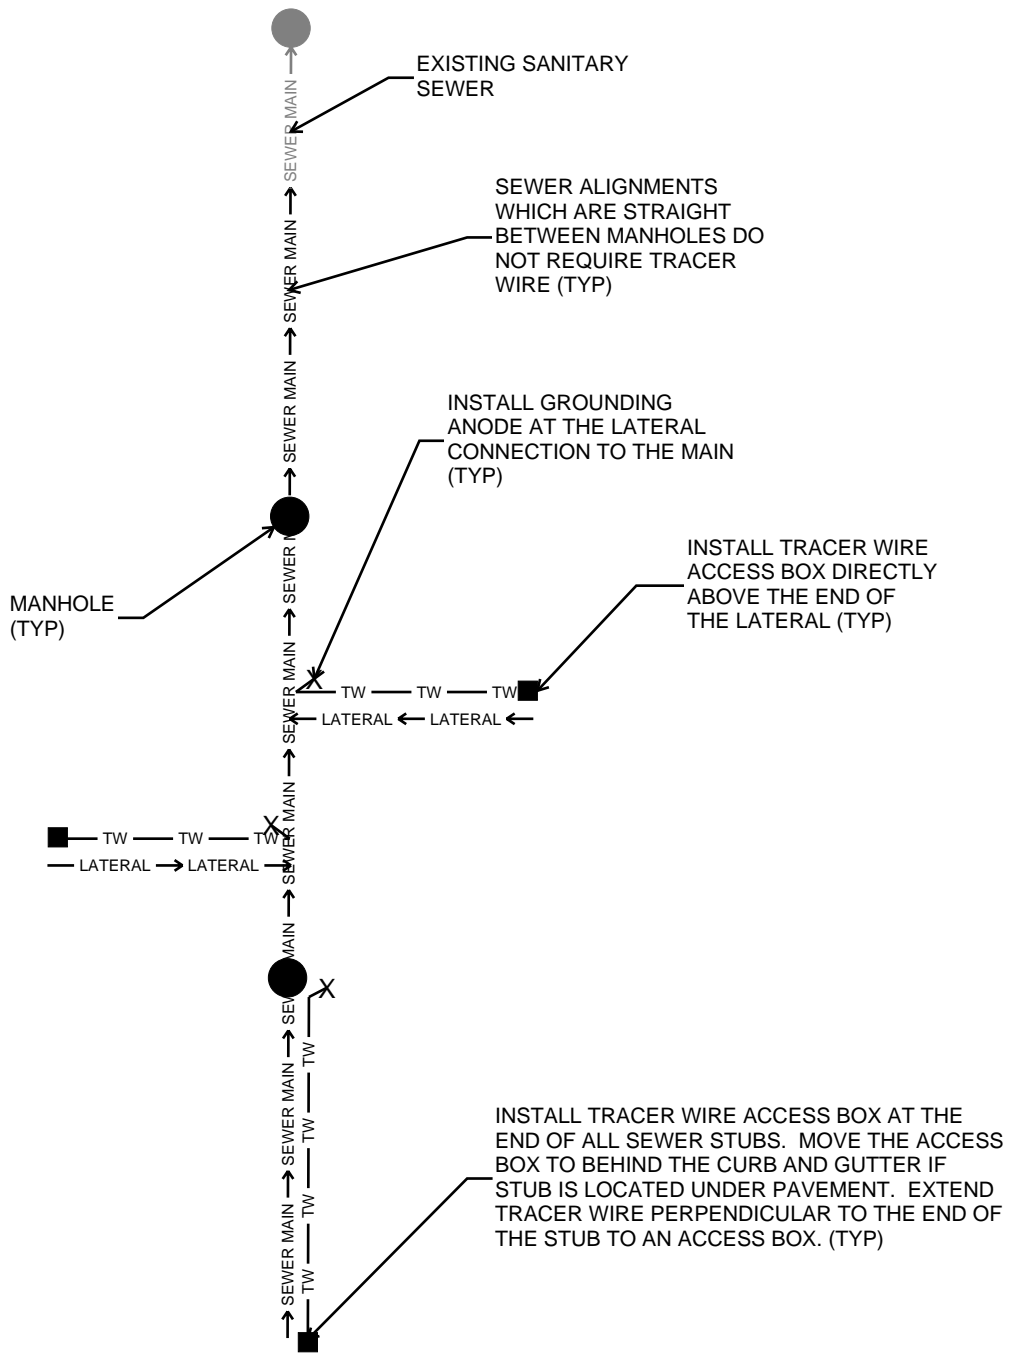 EXISTING SANITARY
SEWER
SEWER MAIN
SEWER ALIGNMENTS
WHICH ARE STRAIGHT
BETWEEN MANHOLES DO
NOT REQUIRE TRACER
WIRE (TYP)
SEWER MAIN
SEWER MAIN
INSTALL GROUNDING
ANODE AT THE LATERAL
CONNECTION TO THE MAIN
(TYP)
INSTALL TRACER WIRE
ACCESS BOX DIRECTLY
ABOVE THE END OF
THE LATERAL (TYP)
MANHOLE
(TYP)
SEWER M
SEWER MAIN
X
TW TW TW
LATERAL LATERAL
X
TW TW TW
LATERAL LATERAL
SEWER MAIN
MAIN
SEW
X
TW
TW
TW
TW
SEWER MAIN
SEWER MAIN
INSTALL TRACER WIRE ACCESS BOX AT THE
END OF ALL SEWER STUBS. MOVE THE ACCESS
BOX TO BEHIND THE CURB AND GUTTER IF
STUB IS LOCATED UNDER PAVEMENT. EXTEND
TRACER WIRE PERPENDICULAR TO THE END OF
THE STUB TO AN ACCESS BOX. (TYP)